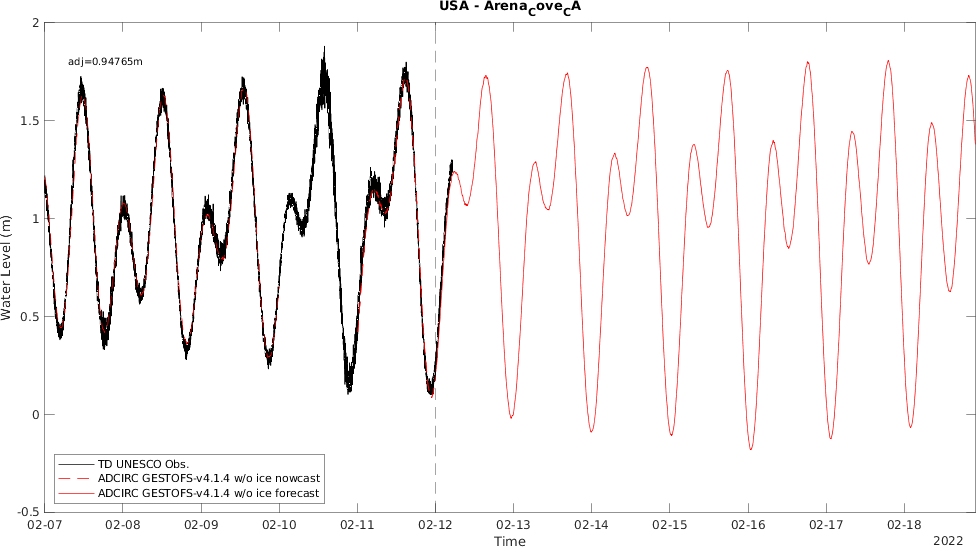 USA - Arena_Cove_CA
2
adj=0.94765m
1.5
1
0.5
0
-0.5
Water Level (m)
TD UNESCO Obs.
ADCIRC GESTOFS-v4.1.4 w/o ice nowcast
ADCIRC GESTOFS-v4.1.4 w/o ice forecast
02-07 02-08 02-09 02-10 02-11 02-12 02-13 02-14 02-15 02-16 02-17 02-18
Time
2022